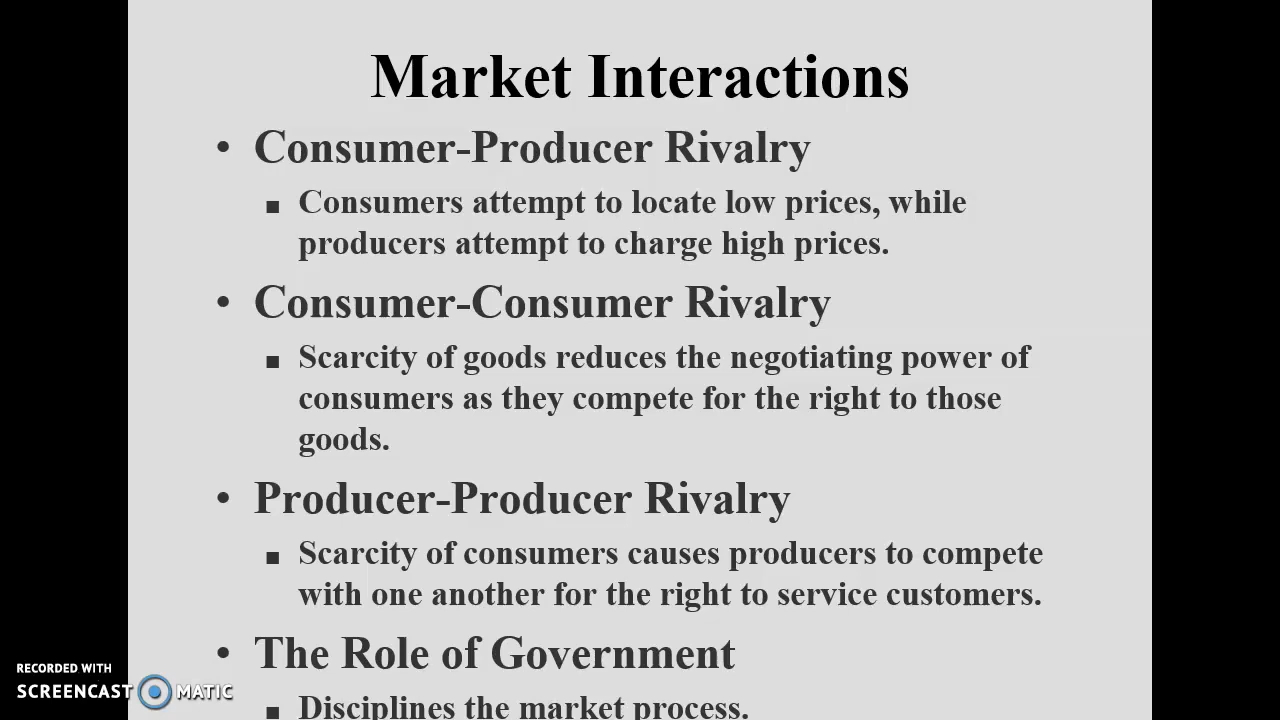 Market Interactions
• Consumer-Producer Rivalry
■ Consumers attempt to locate low prices, while
producers attempt to charge high prices.
• Consumer-Consumer Rivalry
■ Scarcity of goods reduces the negotiating power of
consumers as they compete for the right to those
goods.
• Producer-Producer Rivalry
■ Scarcity of consumers causes producers to compete
with one another for the right to service customers.
• The Role of Government
■ Disciplines the market process.
RECORDED WITH
SCREENCAST MATIC